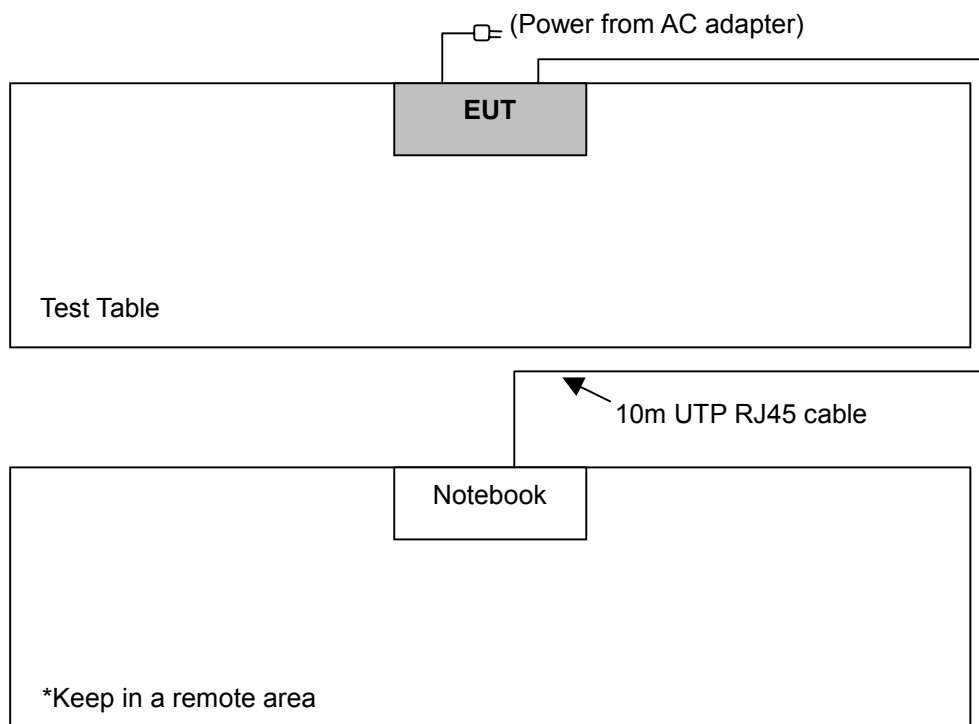 (Power from AC adapter)
EUT
Test Table
10m UTP RJ45 cable
Notebook
*Keep in a remote area